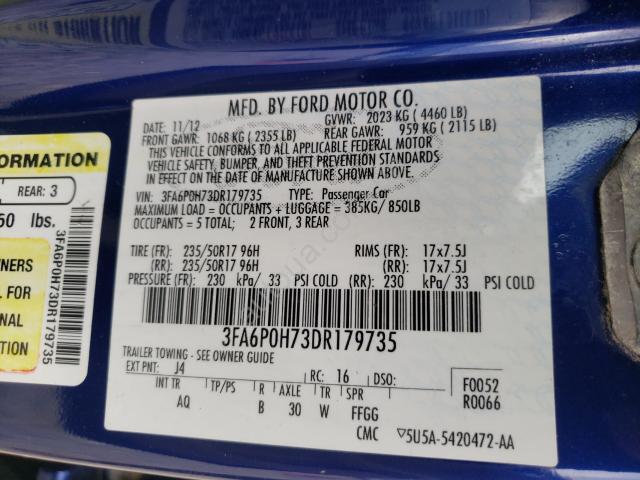 MFD. BY FORD MOTOR CO.
DATE: 11/12 GVWR: 2023 KG (4460 LB)
FRONT GAWR: 1068 KG (2355 LB) REAR GAWR: 959 KG (2115 LB)
THIS VEHICLE CONFORMS TO ALL APPLICABLE FEDERAL MOTOR
VEHICLE SAFETY, BUMPER, AND THEFT PREVENTION STANDARDS
IN EFFECT ON THE DATE OF MANUFACTURE SHOWN ABOVE.
VIN: 3FA6P0H73DR179735 TYPE: Passenger Car
MAXIMUM LOAD = OCCUPANTS + LUGGAGE = 385KG / 850LB
OCCUPANTS = 5 TOTAL; 2 FRONT, 3 REAR
TIRE (FR): 235/50R17 96H RIMS (FR): 17x7.5J
(RR): 235/50R17 96H (RR): 17x7.5J
PRESSURE (FR): 230 kPa/ 33 PSI COLD (RR): 230 kPa/ 33 PSI COLD
3FA6P0H73DR179735
TRAILER TOWING - SEE OWNER GUIDE
EXT PNT: J4 RC: 16 DSO:
INT TR TP/PS R AXLE TR SPR
AQ B 30 W FFGG
F0052
R0066
CMC ▽5U5A-5420472-AA
FORMATION
REAR: 3
50 lbs.
NERS
L FOR
NAL
TION
3FA6P0H73DR179735